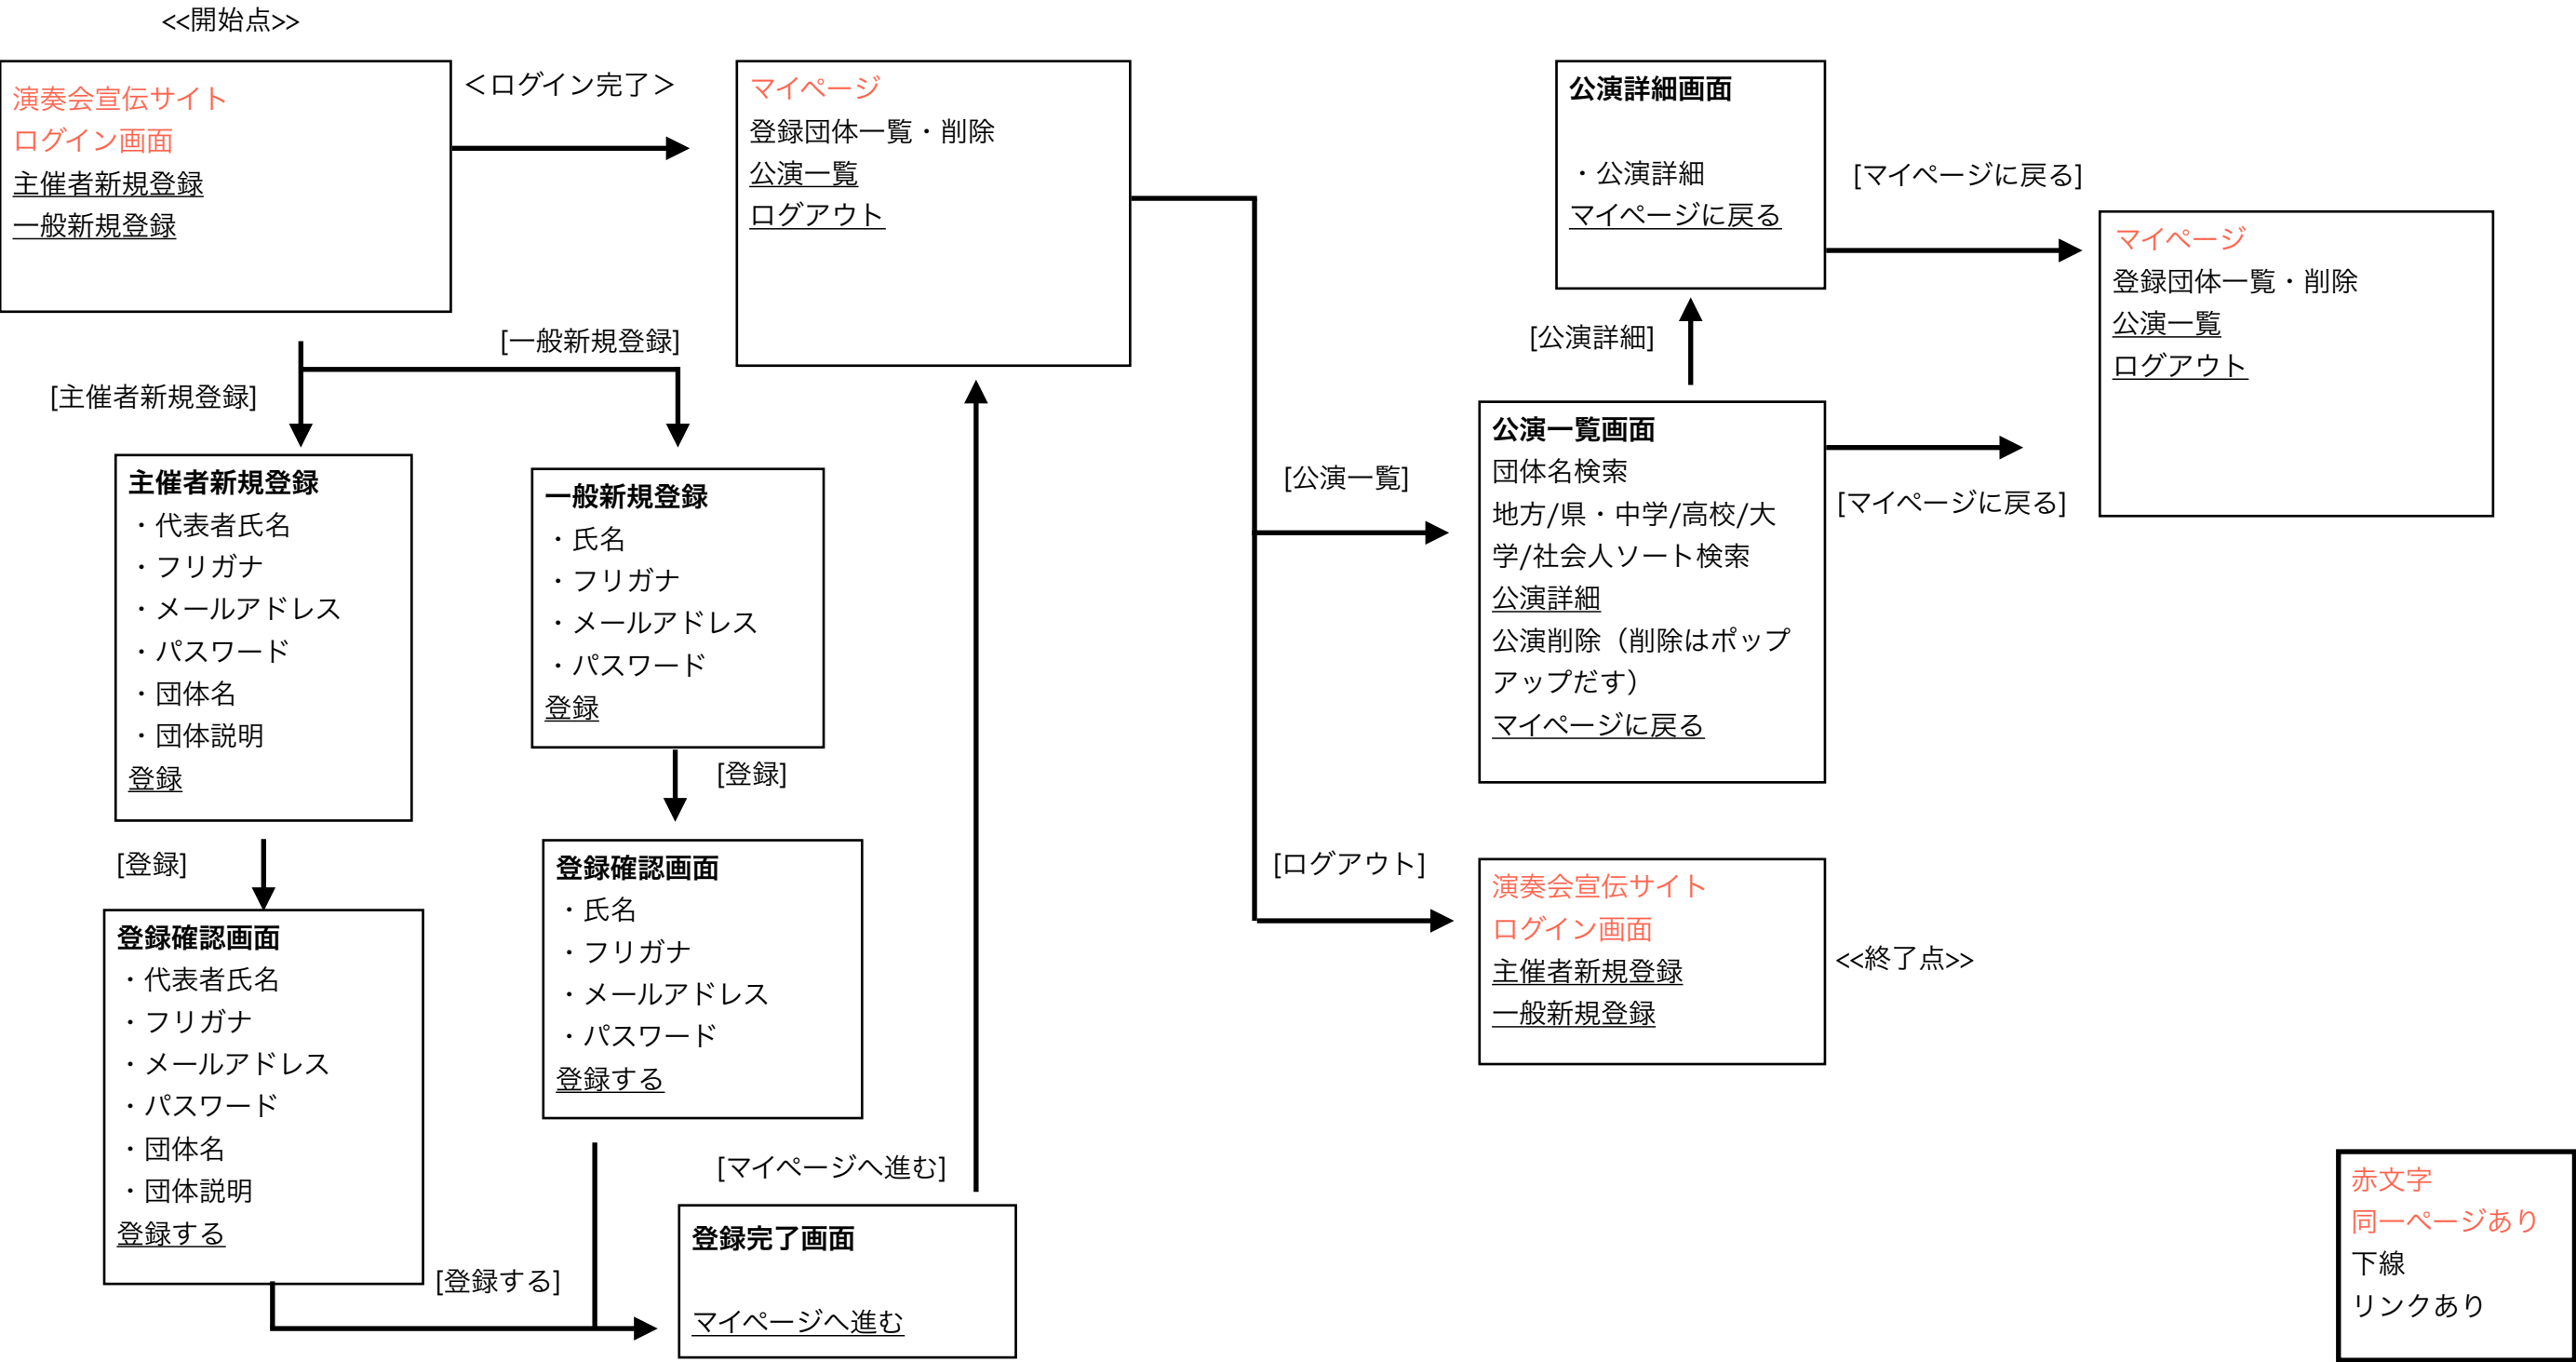 <<開始点>>
演奏会宣伝サイト
ログイン画面
主催者新規登録
一般新規登録
＜ログイン完了＞
マイページ
登録団体一覧・削除
公演一覧
ログアウト
[主催者新規登録]
[一般新規登録]
主催者新規登録
・代表者氏名
・フリガナ
・メールアドレス
・パスワード
・団体名
・団体説明
登録
一般新規登録
・氏名
・フリガナ
・メールアドレス
・パスワード
登録
[登録]
[登録]
登録確認画面
・代表者氏名
・フリガナ
・メールアドレス
・パスワード
・団体名
・団体説明
登録する
登録確認画面
・氏名
・フリガナ
・メールアドレス
・パスワード
登録する
[登録する]
[マイページへ進む]
登録完了画面
マイページへ進む
公演詳細画面
・公演詳細
マイページに戻る
[マイページに戻る]
[公演詳細]
マイページ
登録団体一覧・削除
公演一覧
ログアウト
[公演一覧]
公演一覧画面
団体名検索
地方/県・中学/高校/大
学/社会人ソート検索
公演詳細
公演削除（削除はポップ
アップだす）
マイページに戻る
[マイページに戻る]
[ログアウト]
演奏会宣伝サイト
ログイン画面
主催者新規登録
一般新規登録
<<終了点>>
赤文字
同一ページあり
下線
リンクあり